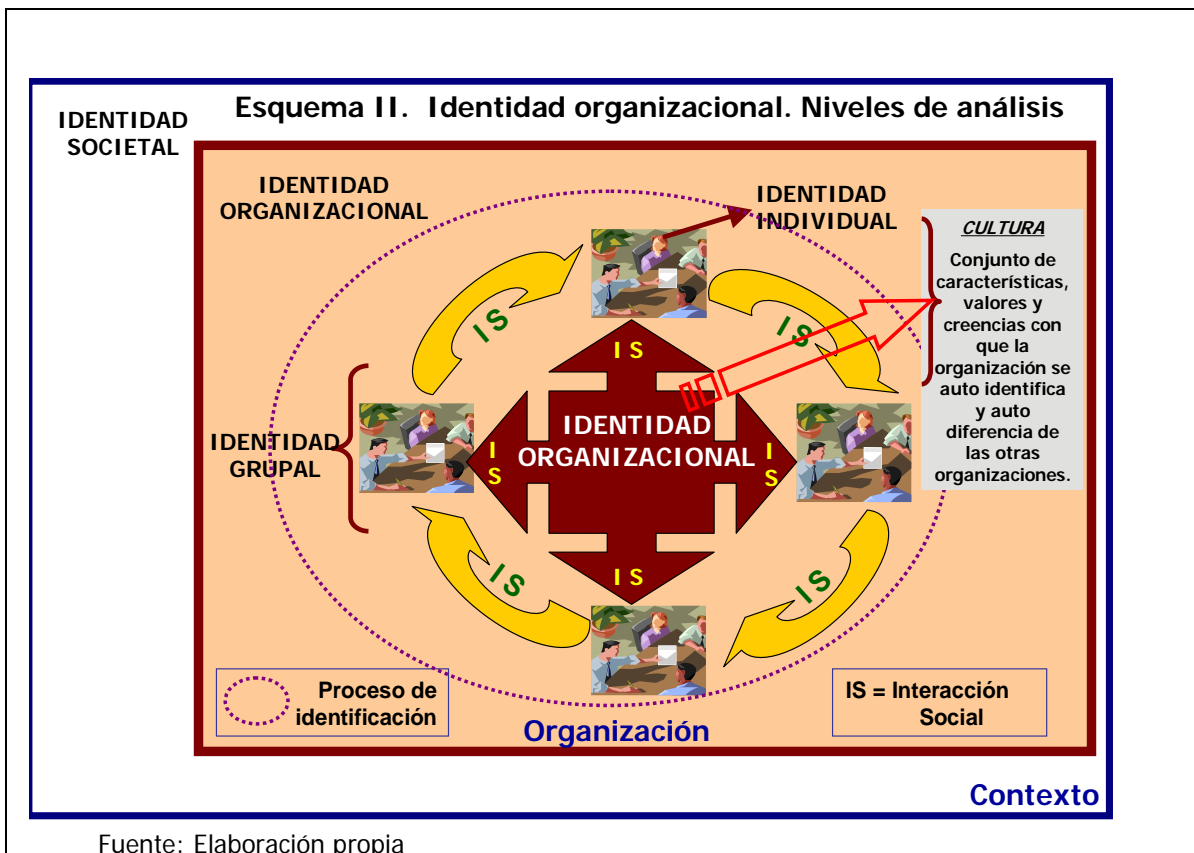 Esquema II. Identidad organizacional. Niveles de análisis
IDENTIDAD
SOCIETAL
IDENTIDAD
ORGANIZACIONAL
IDENTIDAD
INDIVIDUAL
CULTURA
Conjunto de
características,
valores y
creencias con
que la
organización se
auto identifica
y auto
diferencia de
las otras
organizaciones.
IS
IS
IS
IDENTIDAD
GRUPAL
IS
IDENTIDAD
ORGANIZACIONAL
IS
IS
IS
IS
Proceso de
identificación
Organización
IS = Interacción
Social
Contexto
Fuente: Elaboración propia